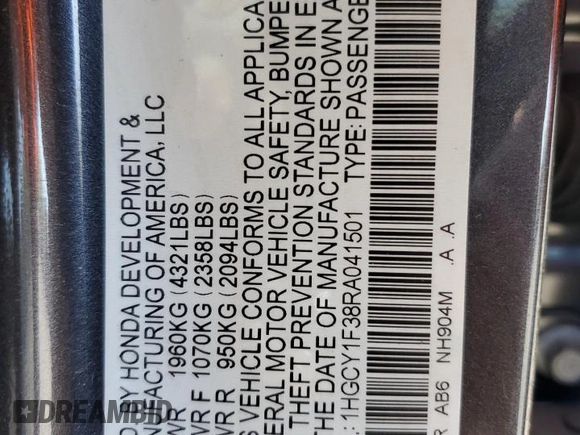 D BY HONDA DEVELOPMENT &
NUFACTURING OF AMERICA, LLC
WR 1960KG (4321LBS)
WR F 1070KG (2358LBS)
WR R 950KG (2094LBS)
S VEHICLE CONFORMS TO ALL APPLICA
ERAL MOTOR VEHICLE SAFETY, BUMPE
THEFT PREVENTION STANDARDS IN E
THE DATE OF MANUFACTURE SHOWN A
.:1HGCY1F38RA041501 TYPE: PASSENGE
R AB6 NH904M .A .A
DREAMBID